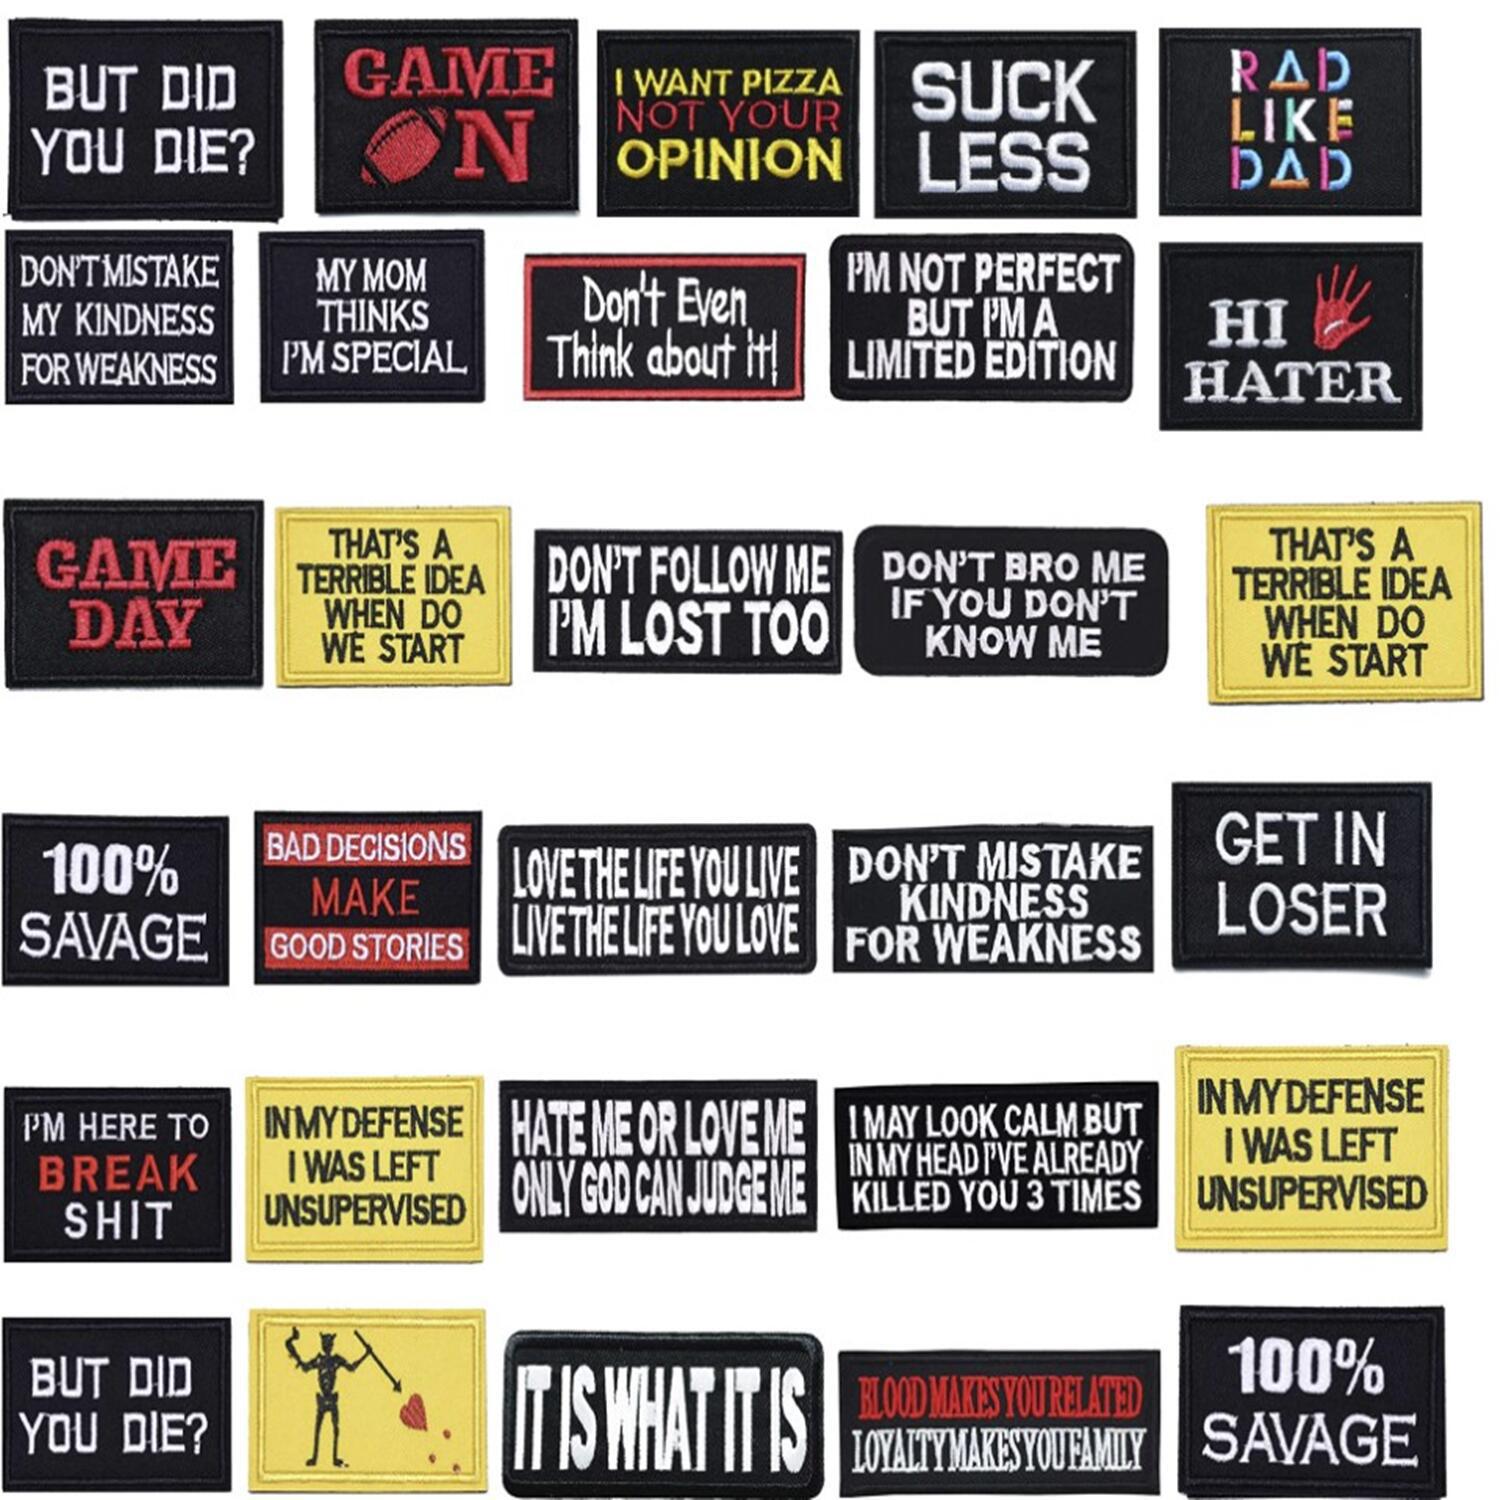 BUT DID
YOU DIE?
GAME
ON
I WANT PIZZA
NOT YOUR
OPINION
SUCK
LESS
RAD
LIKE
DAD
DON'T MISTAKE
MY KINDNESS
FOR WEAKNESS
MY MOM
THINKS
I'M SPECIAL
Don't Even
Think about it!
I'M NOT PERFECT
BUT I'M A
LIMITED EDITION
HI
HATER
GAME
DAY
THAT'S A
TERRIBLE IDEA
WHEN DO
WE START
DON'T FOLLOW ME
I'M LOST TOO
DON'T BRO ME
IF YOU DON'T
KNOW ME
THAT'S A
TERRIBLE IDEA
WHEN DO
WE START
100%
SAVAGE
BAD DECISIONS
MAKE
GOOD STORIES
LOVE THE LIFE YOU LIVE
LIVE THE LIFE YOU LOVE
DON'T MISTAKE
KINDNESS
FOR WEAKNESS
GET IN
LOSER
I'M HERE TO
BREAK
SHIT
IN MY DEFENSE
I WAS LEFT
UNSUPERVISED
HATE ME OR LOVE ME
ONLY GOD CAN JUDGE ME
I MAY LOOK CALM BUT
IN MY HEAD I'VE ALREADY
KILLED YOU 3 TIMES
IN MY DEFENSE
I WAS LEFT
UNSUPERVISED
BUT DID
YOU DIE?
IT IS WHAT IT IS
BLOOD MAKES YOU RELATED
LOYALTY MAKES YOU FAMILY
100%
SAVAGE